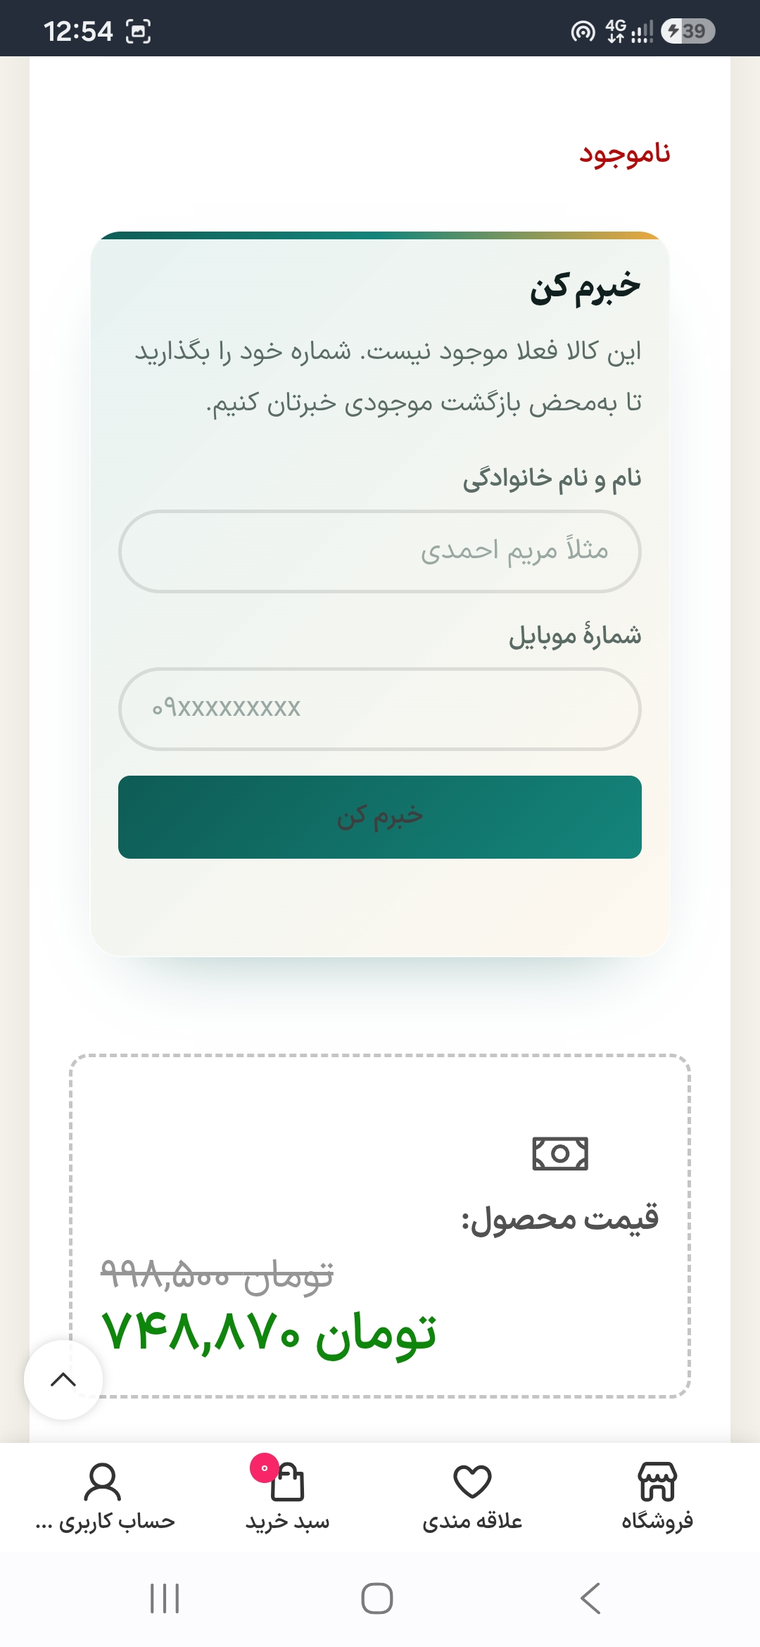 12:54
4G
39
ناموجود
خبرم کن
این کالا فعلا موجود نیست. شماره خود را بگذارید
تا به‌محض بازگشت موجودی خبرتان کنیم.
نام و نام خانوادگی
مثلاً مریم احمدی
شمارهٔ موبایل
۰۹xxxxxxxxx
خبرم کن
قیمت محصول:
۹۹۸,۵۰۰ تومان
۷۴۸,۸۷۰ تومان
فروشگاه
علاقه مندی
۰
سبد خرید
حساب کاربری ...